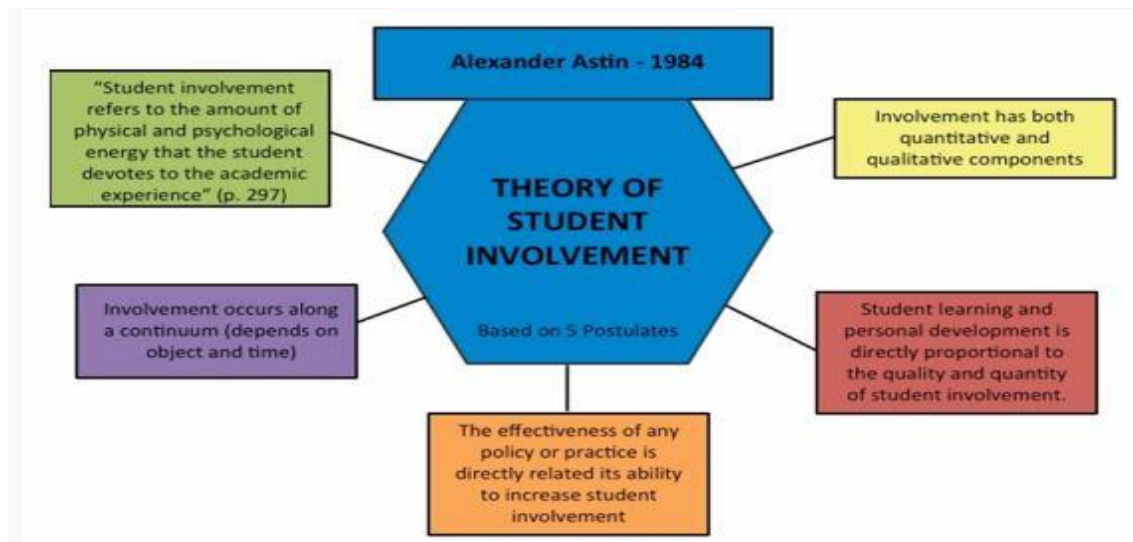 Alexander Astin - 1984
"Student involvement
refers to the amount of
physical and psychological
energy that the student
devotes to the academic
experience" (p. 297)
Involvement has both
quantitative and
qualitative components
THEORY OF
STUDENT
INVOLVEMENT
Based on 5 Postulates
Involvement occurs along
a continuum (depends on
object and time)
Student learning and
personal development is
directly proportional to
the quality and quantity
of student involvement.
The effectiveness of any
policy or practice is
directly related its ability
to increase student
involvement